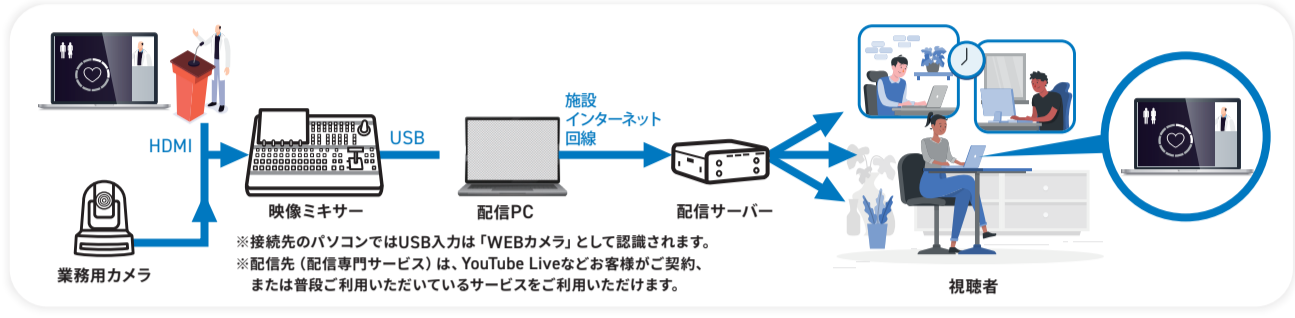 HDMI
USB
施設
インターネット
回線
映像ミキサー
配信PC
配信サーバー
業務用カメラ
視聴者
※接続先のパソコンではUSB入力は「WEBカメラ」として認識されます。
※配信先（配信専門サービス）は、YouTube Liveなどお客様がご契約、
または普段ご利用いただいているサービスをご利用いただけます。